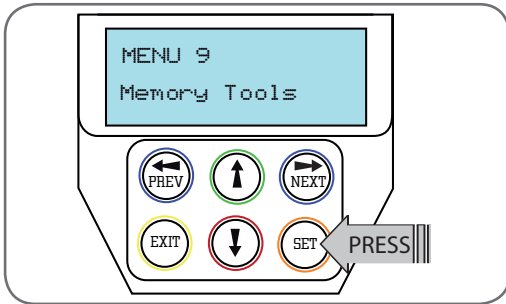 MENU 9
Memory Tools
PREV
NEXT
EXIT
SET
PRESS